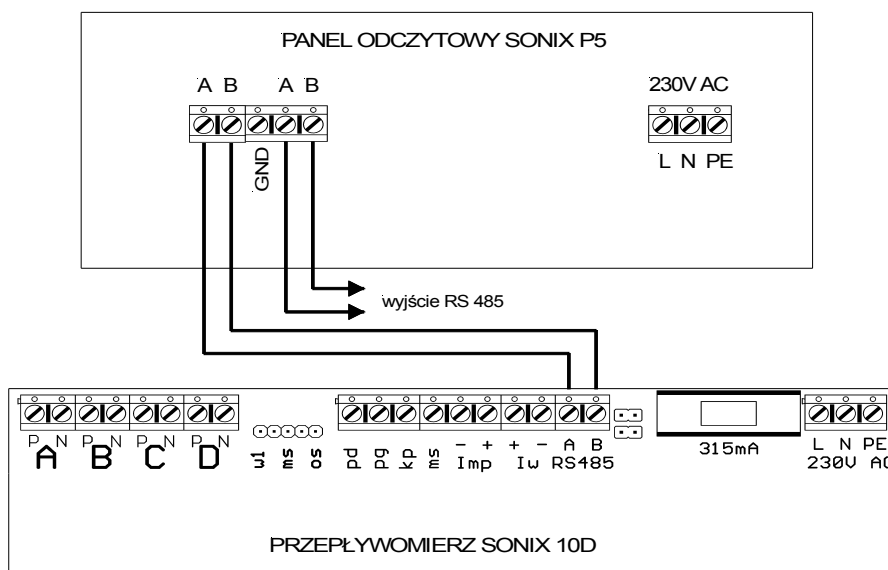 PANEL ODCZYTOWY SONIX P5
A B A B 230V AC
GND
L N PE
wyjście RS 485
P N P N P N P N
A B C D
wl ms os
pd pg kp ms
- + + - A B
Imp Iw RS485
315mA
L N PE
230V AC
PRZEPŁYWOMIERZ SONIX 10D